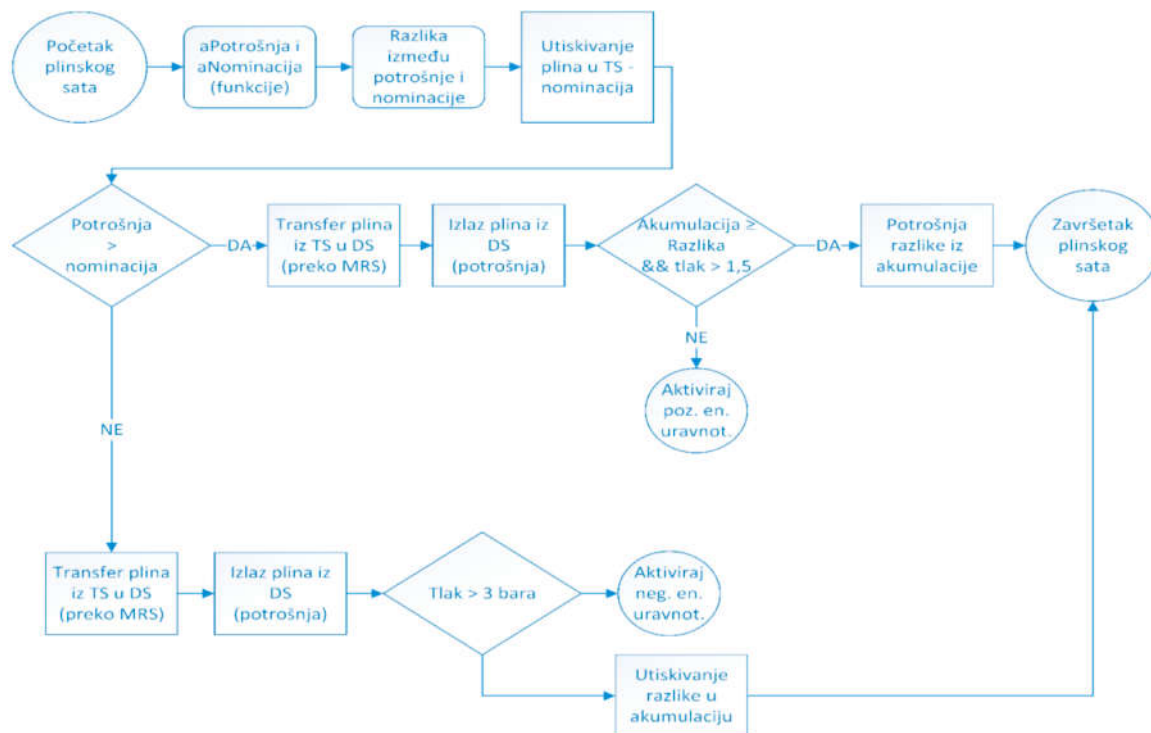 Početak
plinskog
sata
aPotrošnja i
aNominacija
(funkcije)
Razlika
između
potrošnje i
nominacije
Utiskivanje
plina u TS -
nominacija
Potrošnja
>
nominacija
DA
Transfer plina
iz TS u DS
(preko MRS)
Izlaz plina iz
DS
(potrošnja)
Akumulacija ≥
Razlika
&& tlak > 1,5
DA
Potrošnja
razlike iz
akumulacije
Završetak
plinskog
sata
NE
Aktiviraj
poz. en.
uravnot.
NE
Transfer plina
iz TS u DS
(preko MRS)
Izlaz plina iz
DS
(potrošnja)
Tlak > 3 bara
Aktiviraj
neg. en.
uravnot.
Utiskivanje
razlike u
akumulaciju